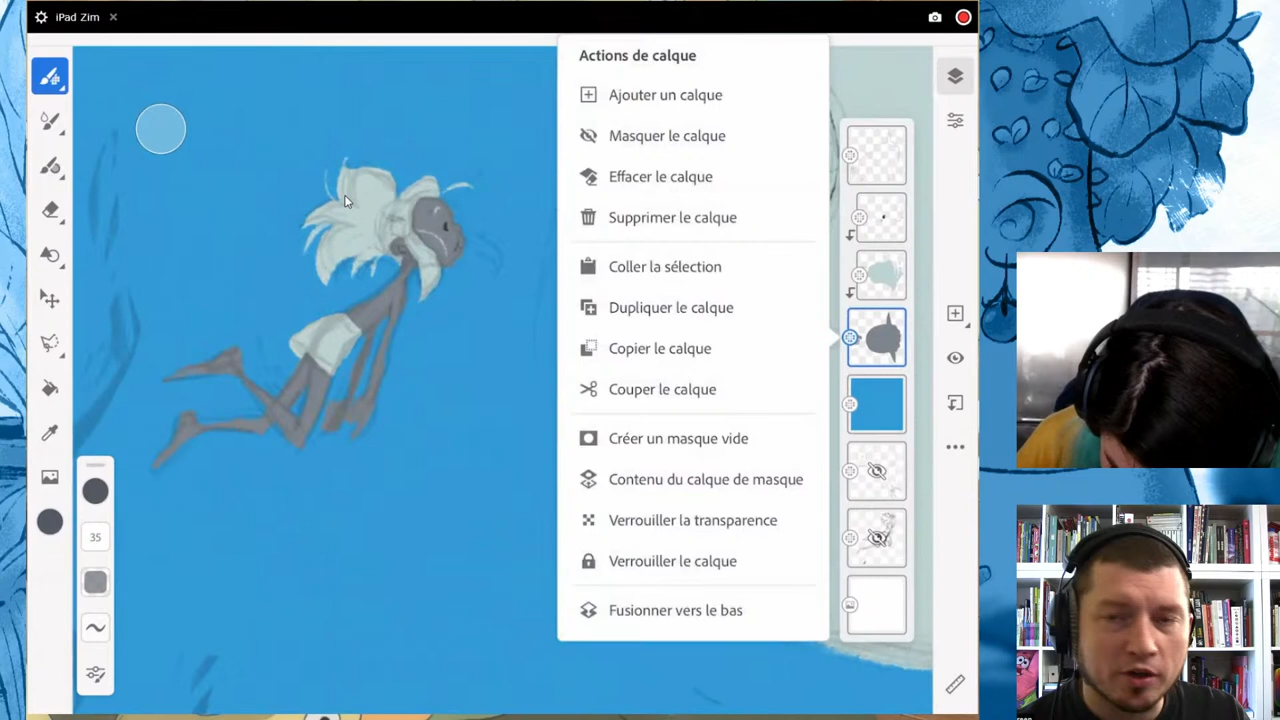 iPad Zim
Actions de calque
Ajouter un calque
Masquer le calque
Effacer le calque
Supprimer le calque
Coller la sélection
Dupliquer le calque
Copier le calque
Couper le calque
Créer un masque vide
Contenu du calque de masque
Verrouiller la transparence
Verrouiller le calque
Fusionner vers le bas
35